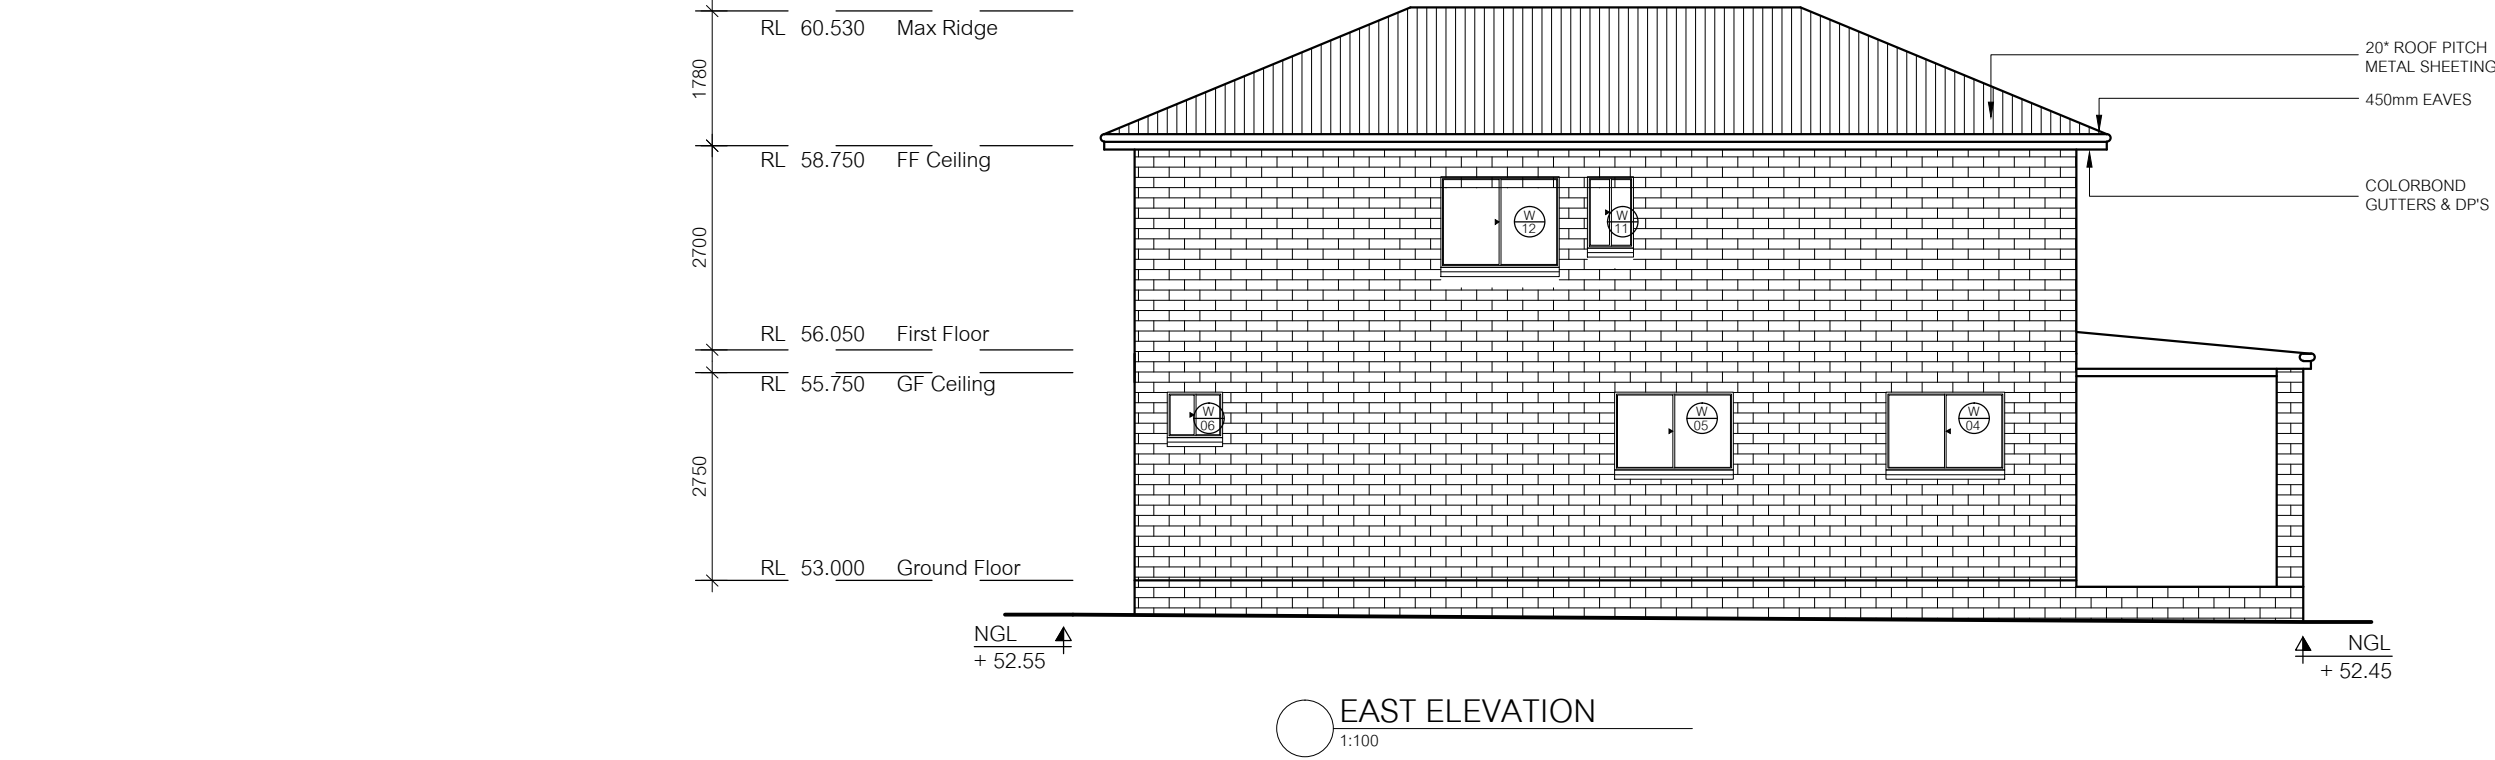 RL 60.530 Max Ridge
1780
RL 58.750 FF Ceiling
2700
RL 56.050 First Floor
RL 55.750 GF Ceiling
2750
RL 53.000 Ground Floor
20* ROOF PITCH
METAL SHEETING
450mm EAVES
COLORBOND
GUTTERS & DP'S
W
12
W
11
W
06
W
05
W
04
NGL
+ 52.55
NGL
+ 52.45
EAST ELEVATION
1:100